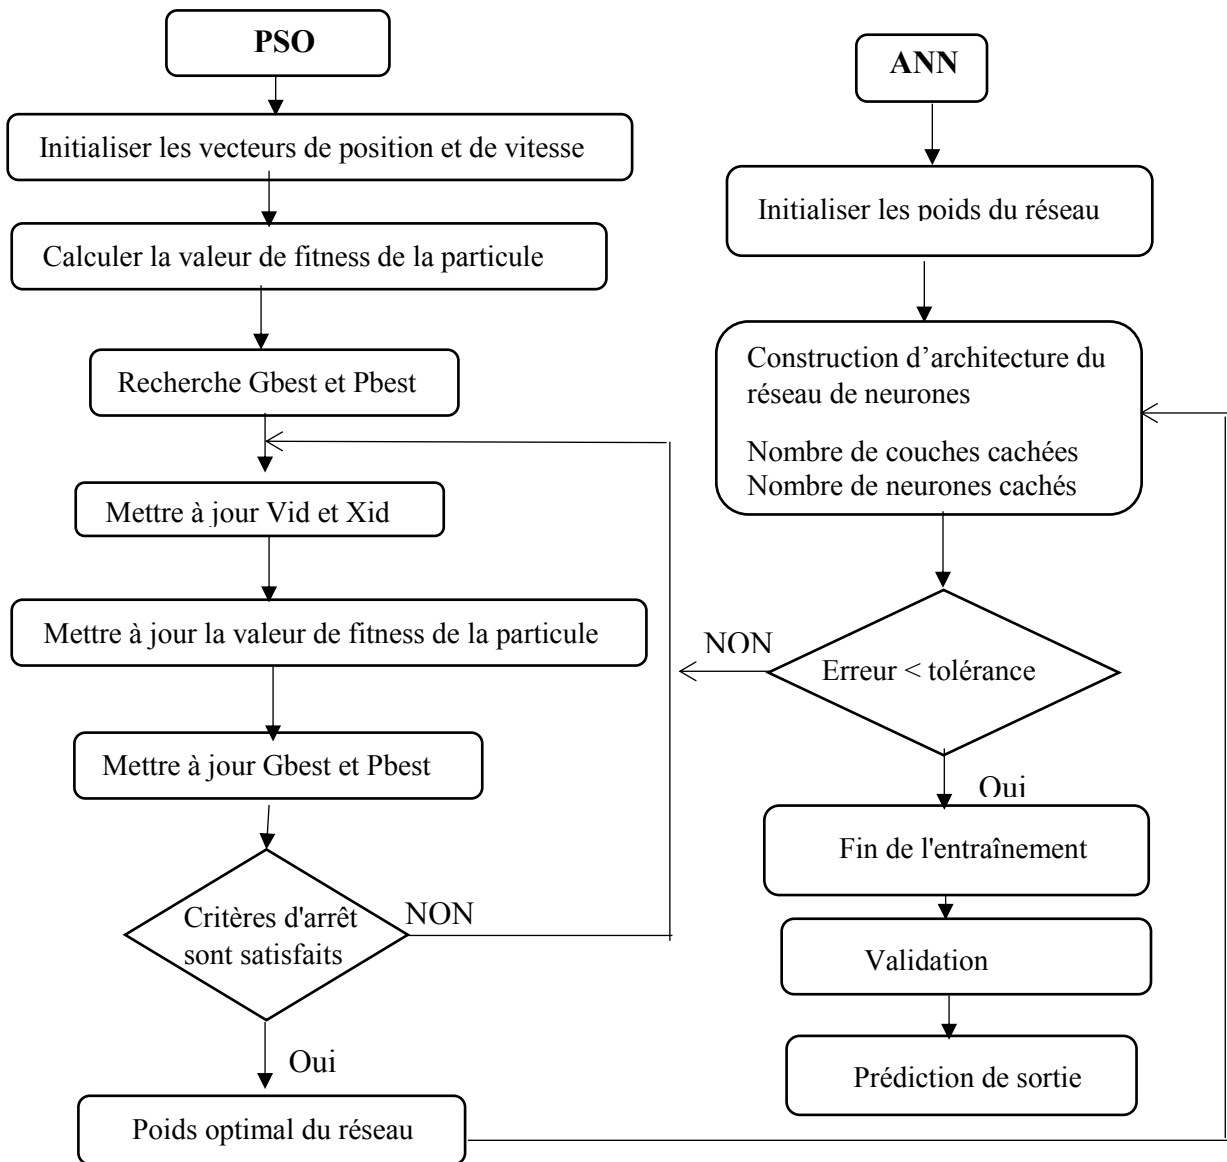 PSO
Initialiser les vecteurs de position et de vitesse
Calculer la valeur de fitness de la particule
Recherche Gbest et Pbest
Mettre à jour Vid et Xid
Mettre à jour la valeur de fitness de la particule
Mettre à jour Gbest et Pbest
Critères d'arrêt
sont satisfaits
NON
Oui
Poids optimal du réseau
ANN
Initialiser les poids du réseau
Construction d’architecture du
réseau de neurones
Nombre de couches cachées
Nombre de neurones cachés
NON
Erreur < tolérance
Oui
Fin de l'entraînement
Validation
Prédiction de sortie